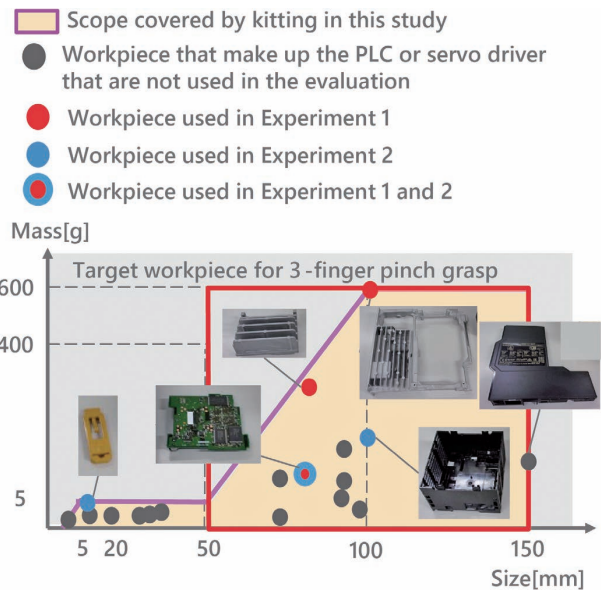 Scope covered by kitting in this study
Workpiece that make up the PLC or servo driver
that are not used in the evaluation
Workpiece used in Experiment 1
Workpiece used in Experiment 2
Workpiece used in Experiment 1 and 2
Mass[g]
Target workpiece for 3-finger pinch grasp
600
400
5
5 20 50 100 150
Size[mm]